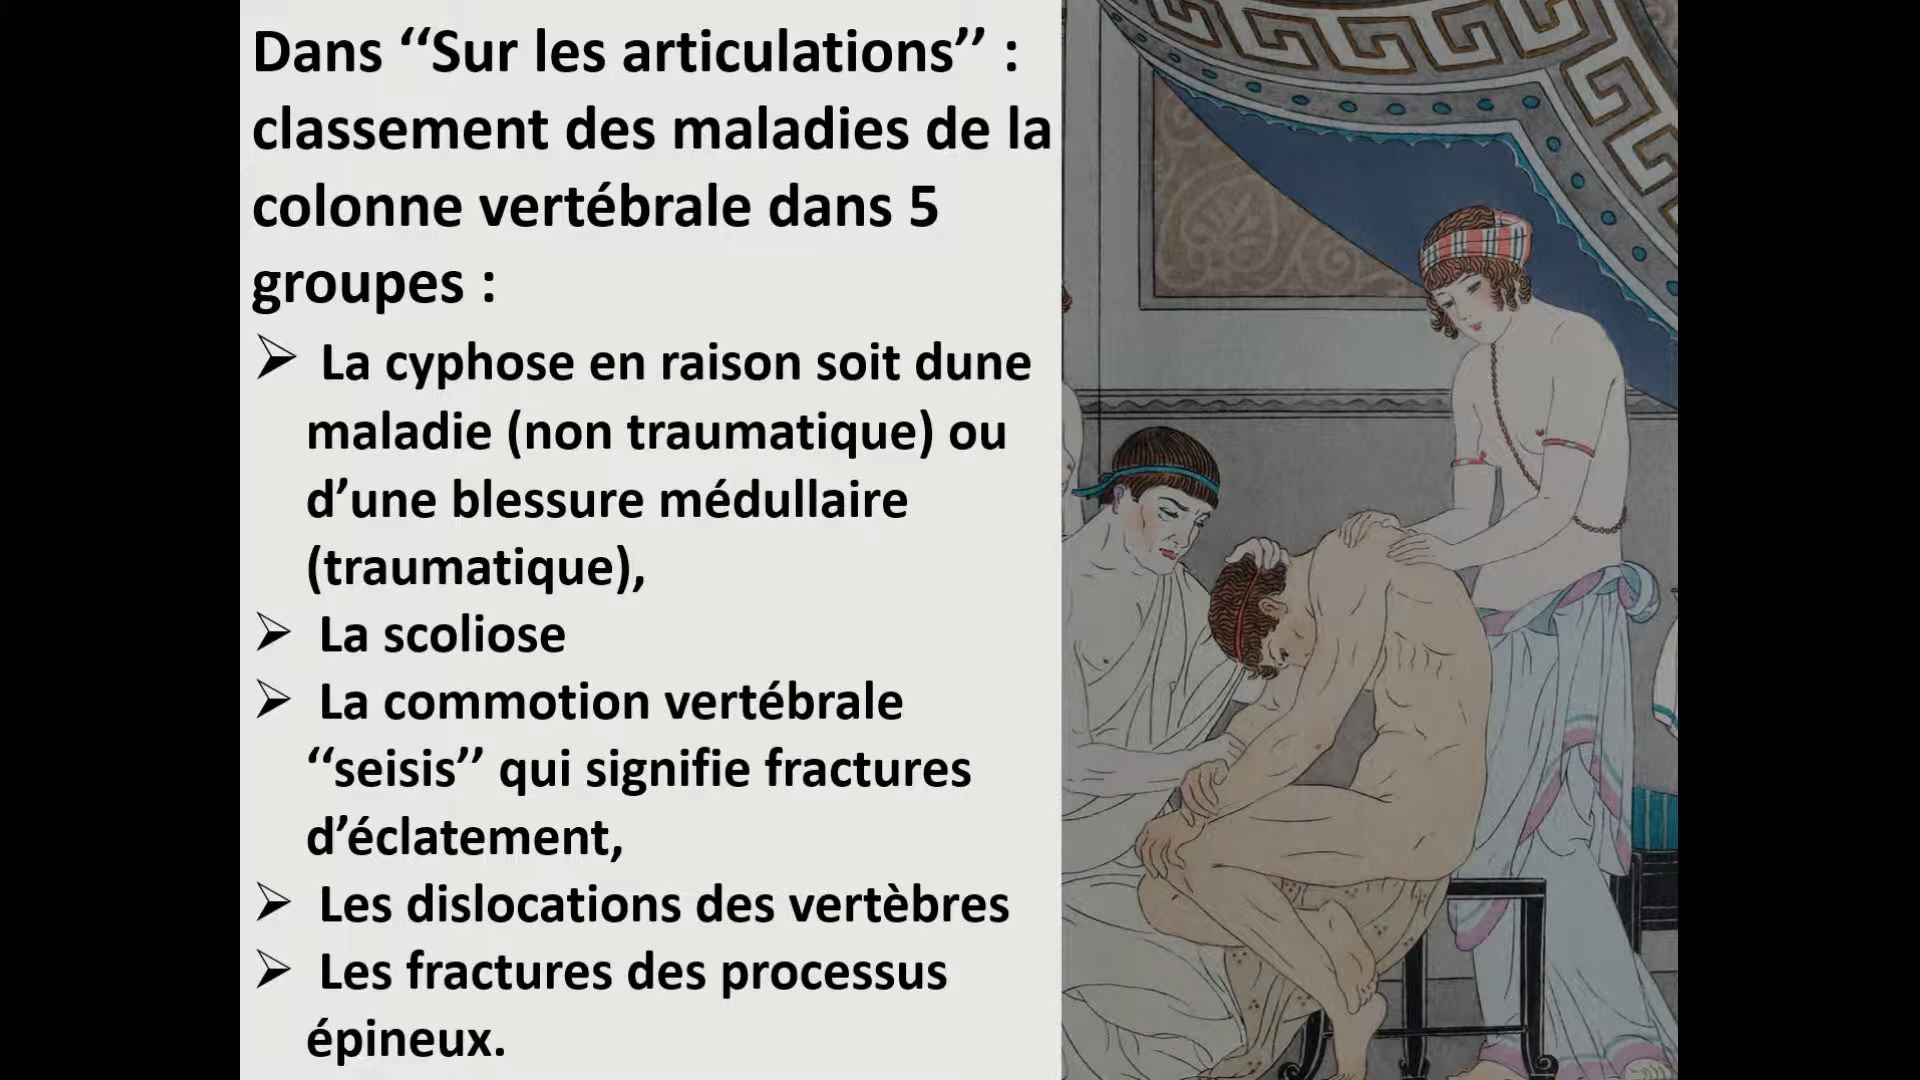 Dans ‘‘Sur les articulations’’ :
classement des maladies de la
colonne vertébrale dans 5
groupes :
➢ La cyphose en raison soit dune
maladie (non traumatique) ou
d’une blessure médullaire
(traumatique),
➢ La scoliose
➢ La commotion vertébrale
‘‘seisis’’ qui signifie fractures
d’éclatement,
➢ Les dislocations des vertèbres
➢ Les fractures des processus
épineux.